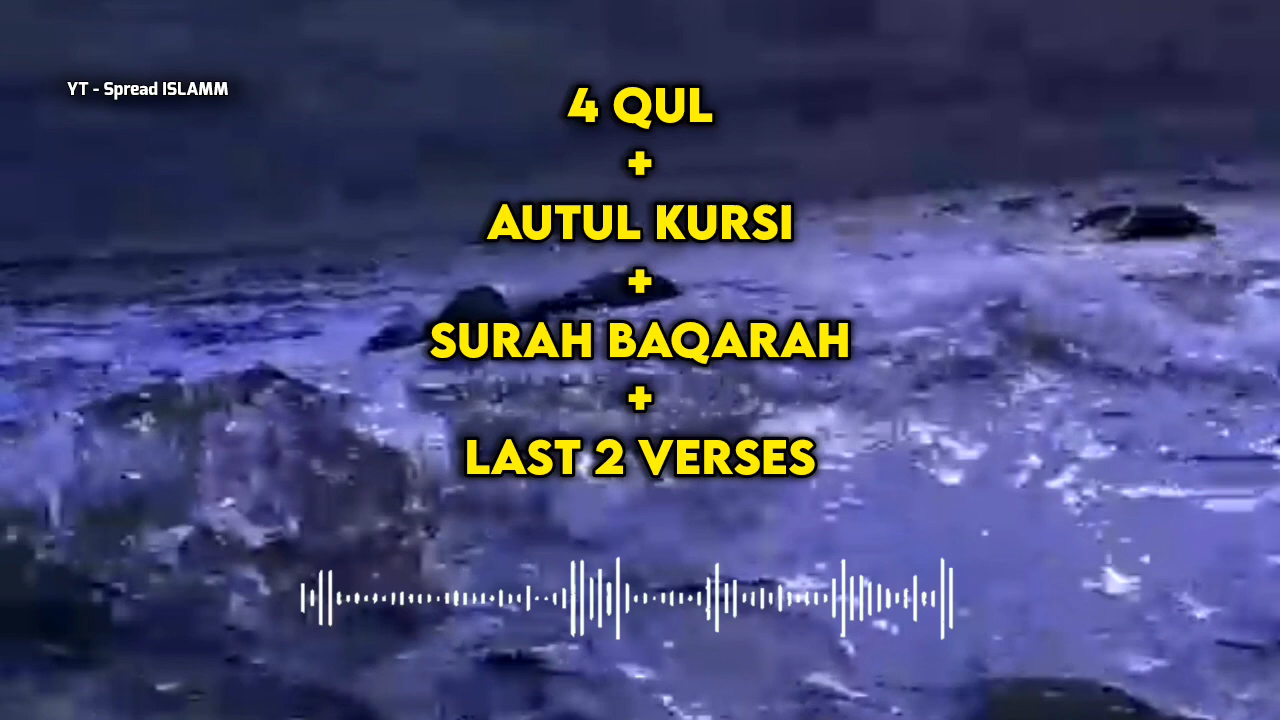 YT - Spread ISLAMM
4 QUL
+
AUTUL KURSI
+
SURAH BAQARAH
+
LAST 2 VERSES